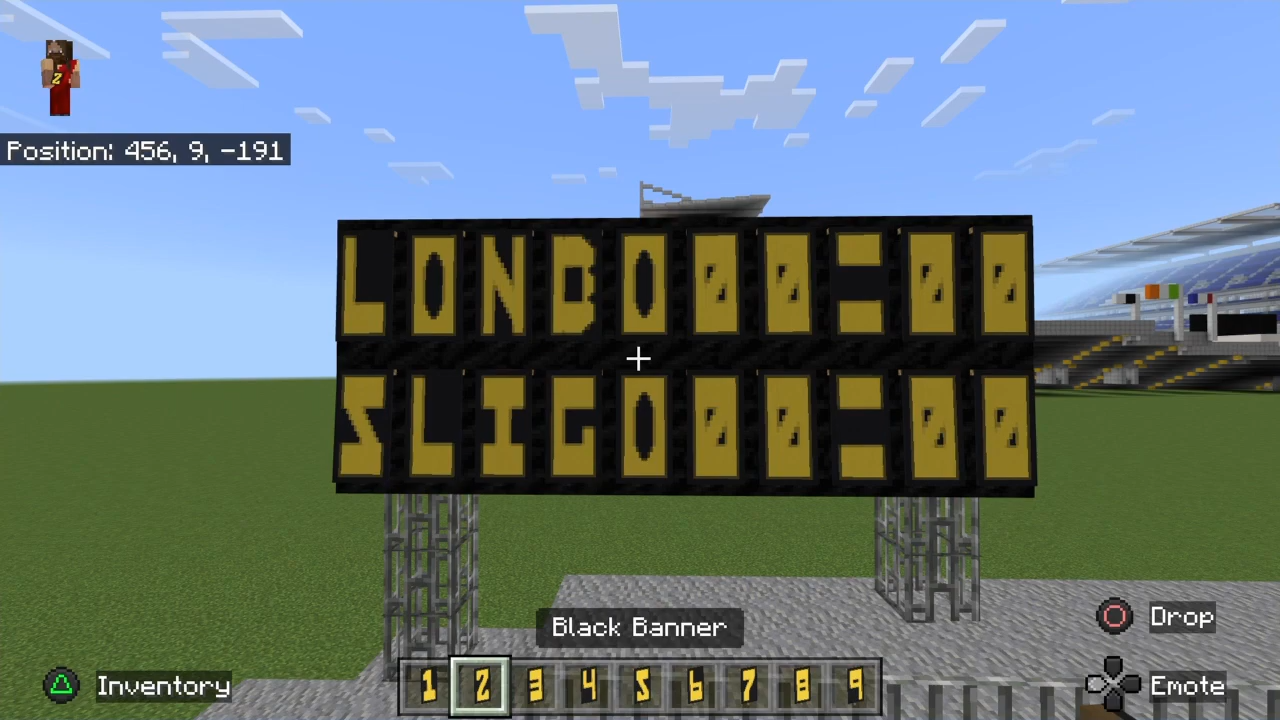 Position: 456, 9, -191
LONDO00:00
SLIGO00:00
Black Banner
Drop
Inventory
1 2 3 4 5 6 7 8 9
Emote